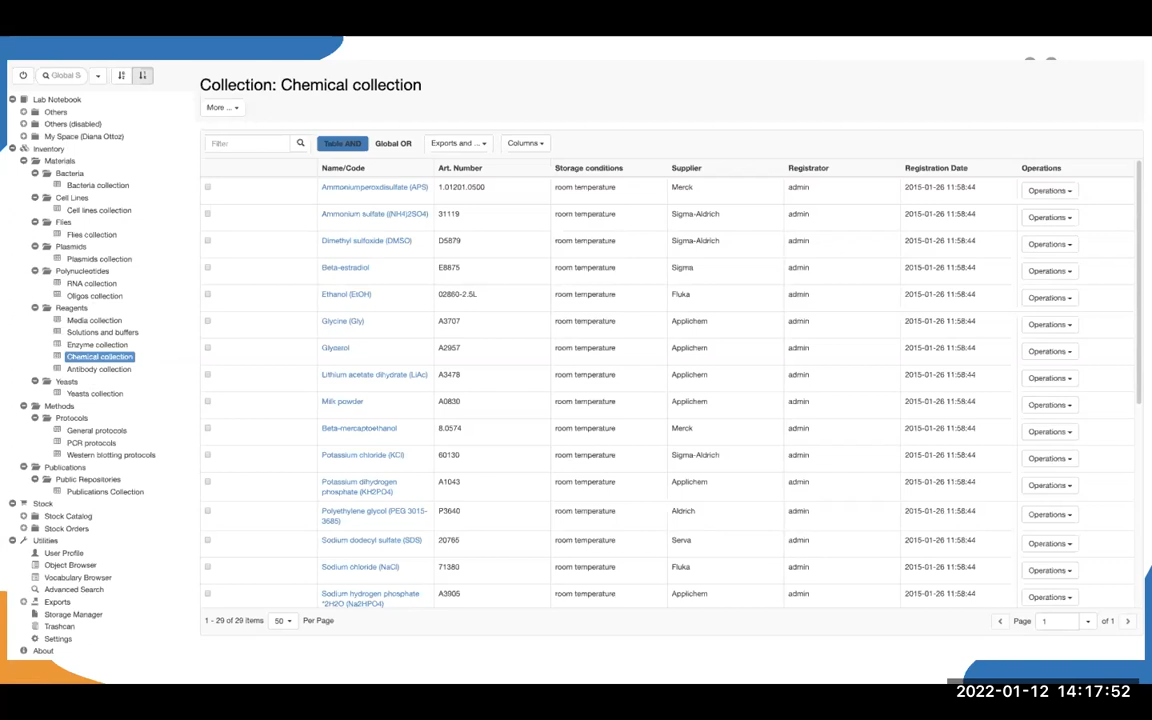 Global S
Collection: Chemical collection
More ...
Lab Notebook
Others
Others (disabled)
My Space (Diana Ottoz)
Inventory
Materials
Bacteria
Bacteria collection
Cell Lines
Cell lines collection
Flies
Flies collection
Plasmids
Plasmids collection
Polynucleotides
RNA collection
Oligos collection
Reagents
Media collection
Solutions and buffers
Enzyme collection
Chemical collection
Antibody collection
Yeasts
Yeasts collection
Methods
Protocols
General protocols
PCR protocols
Western blotting protocols
Publications
Public Repositories
Publications Collection
Stock
Stock Catalog
Stock Orders
Utilities
User Profile
Object Browser
Vocabulary Browser
Advanced Search
Exports
Storage Manager
Trashcan
Settings
About
Filter Table AND Global OR Exports and ... Columns
Name/Code Art. Number Storage conditions Supplier Registrator Registration Date Operations
Ammoniumperoxdisulfate (APS) 1.01201.0500 room temperature Merck admin 2015-01-26 11:58:44 Operations
Ammonium sulfate ((NH4)2SO4) 31119 room temperature Sigma-Aldrich admin 2015-01-26 11:58:44 Operations
Dimethyl sulfoxide (DMSO) D5879 room temperature Sigma-Aldrich admin 2015-01-26 11:58:44 Operations
Beta-estradiol E8875 room temperature Sigma admin 2015-01-26 11:58:44 Operations
Ethanol (EtOH) 02860-2.5L room temperature Fluka admin 2015-01-26 11:58:44 Operations
Glycine (Gly) A3707 room temperature Applichem admin 2015-01-26 11:58:44 Operations
Glycerol A2957 room temperature Applichem admin 2015-01-26 11:58:44 Operations
Lithium acetate dihydrate (LiAc) A3478 room temperature Applichem admin 2015-01-26 11:58:44 Operations
Milk powder A0830 room temperature Applichem admin 2015-01-26 11:58:44 Operations
Beta-mercaptoethanol 8.0574 room temperature Merck admin 2015-01-26 11:58:44 Operations
Potassium chloride (KCl) 60130 room temperature Sigma-Aldrich admin 2015-01-26 11:58:44 Operations
Potassium dihydrogen A1043 room temperature Applichem admin 2015-01-26 11:58:44 Operations
phosphate (KH2PO4)
Polyethylene glycol (PEG 3015- P3640 room temperature Aldrich admin 2015-01-26 11:58:44 Operations
3685)
Sodium dodecyl sulfate (SDS) 20765 room temperature Serva admin 2015-01-26 11:58:44 Operations
Sodium chloride (NaCl) 71380 room temperature Fluka admin 2015-01-26 11:58:44 Operations
Sodium hydrogen phosphate A3905 room temperature Applichem admin 2015-01-26 11:58:44 Operations
*2H2O (Na2HPO4)
1 - 29 of 29 items 50 Per Page Page 1 of 1
2022-01-12 14:17:52